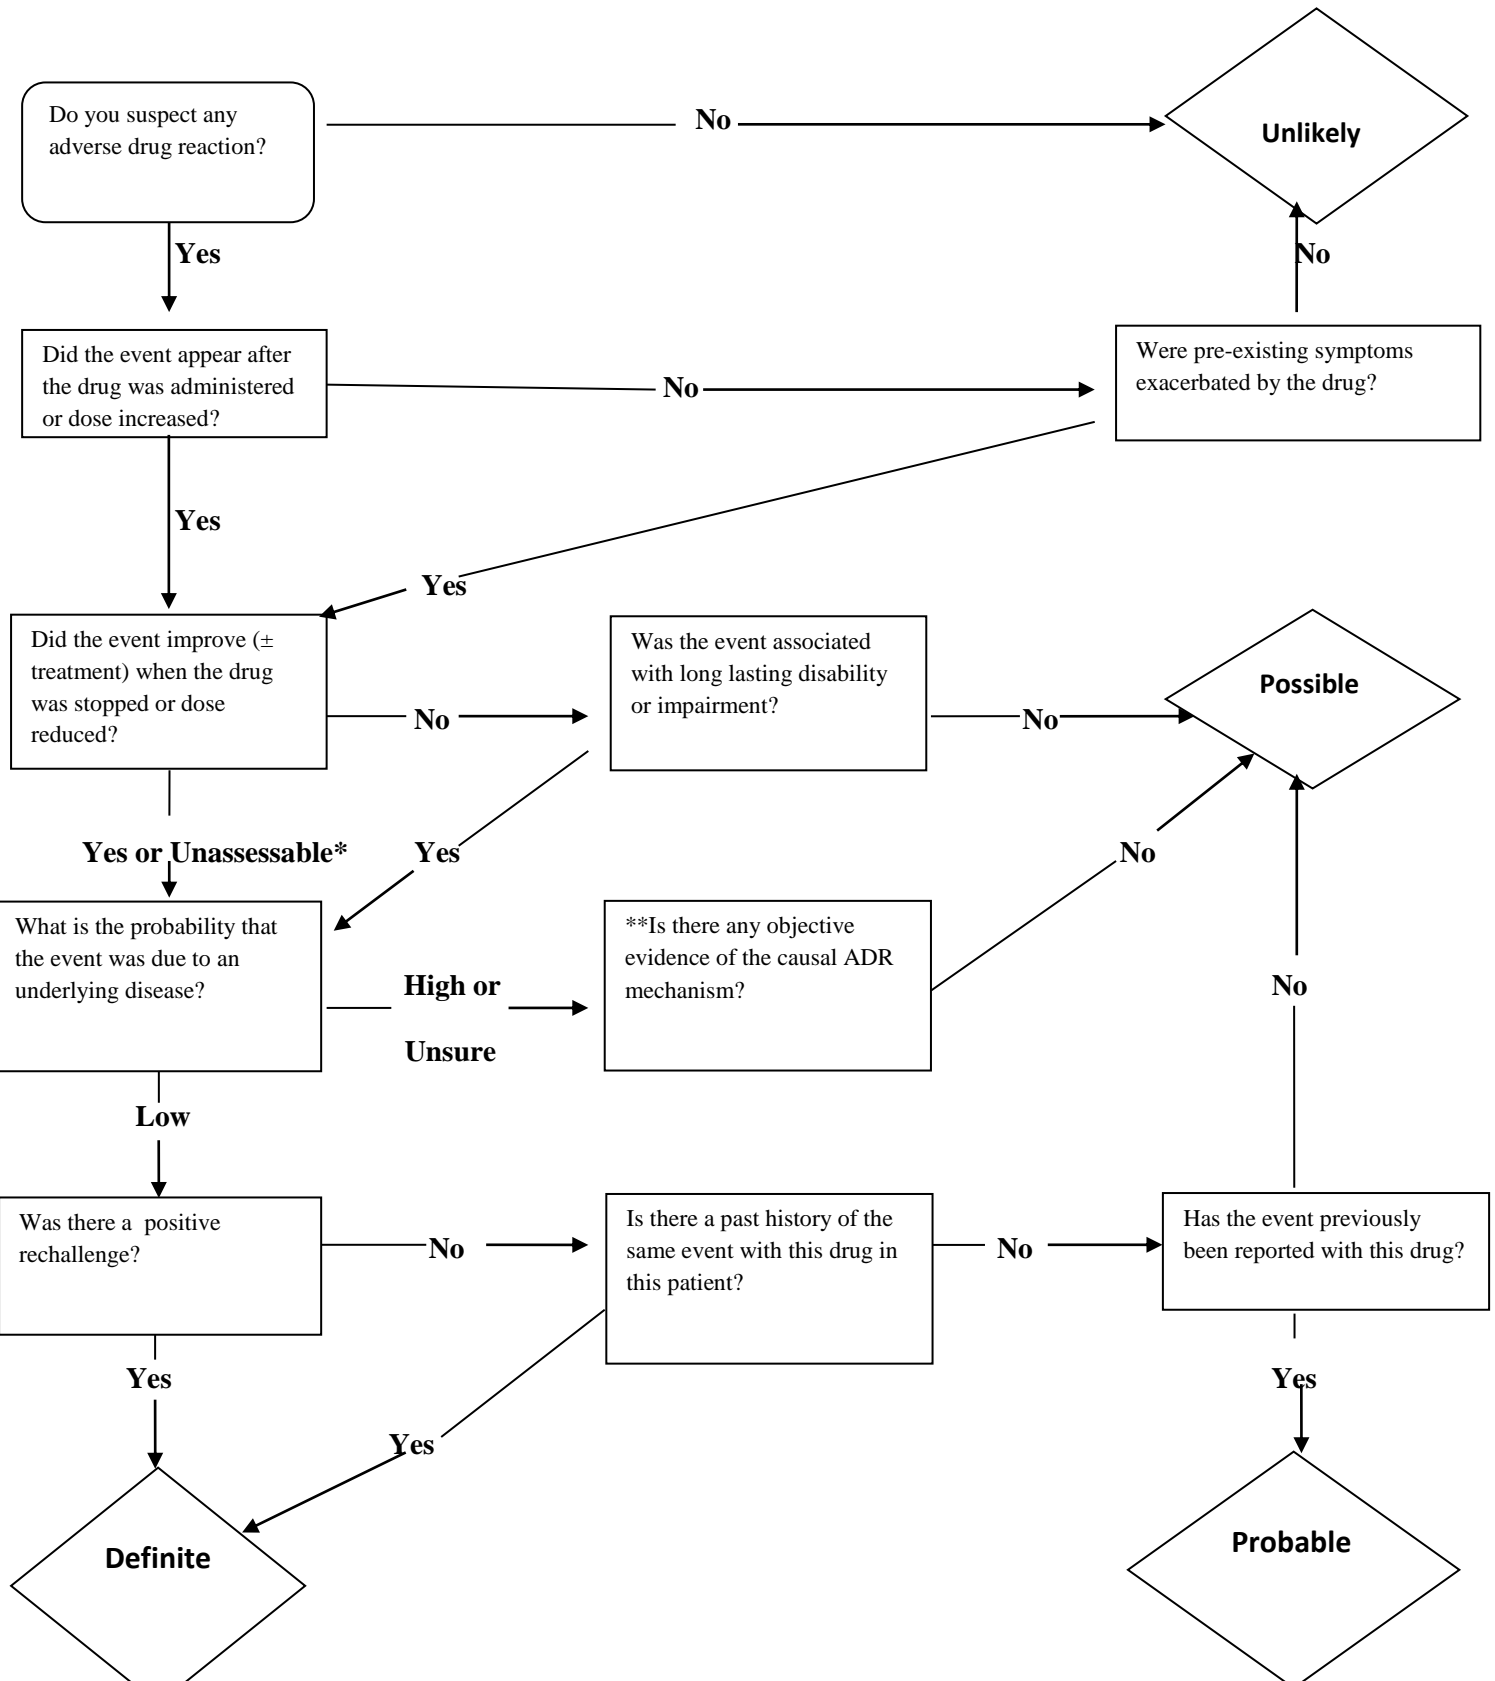 Do you suspect any
adverse drug reaction?
No
Unlikely
Yes
No
Did the event appear after
the drug was administered
or dose increased?
No
Were pre-existing symptoms
exacerbated by the drug?
Yes
Yes
Did the event improve (±
treatment) when the drug
was stopped or dose
reduced?
No
Was the event associated
with long lasting disability
or impairment?
No
Possible
Yes or Unassessable*
Yes
No
What is the probability that
the event was due to an
underlying disease?
High or
Unsure
**Is there any objective
evidence of the causal ADR
mechanism?
No
Low
Was there a  positive
rechallenge?
No
Is there a past history of the
same event with this drug in
this patient?
No
Has the event previously
been reported with this drug?
Yes
Yes
Yes
Definite
Probable